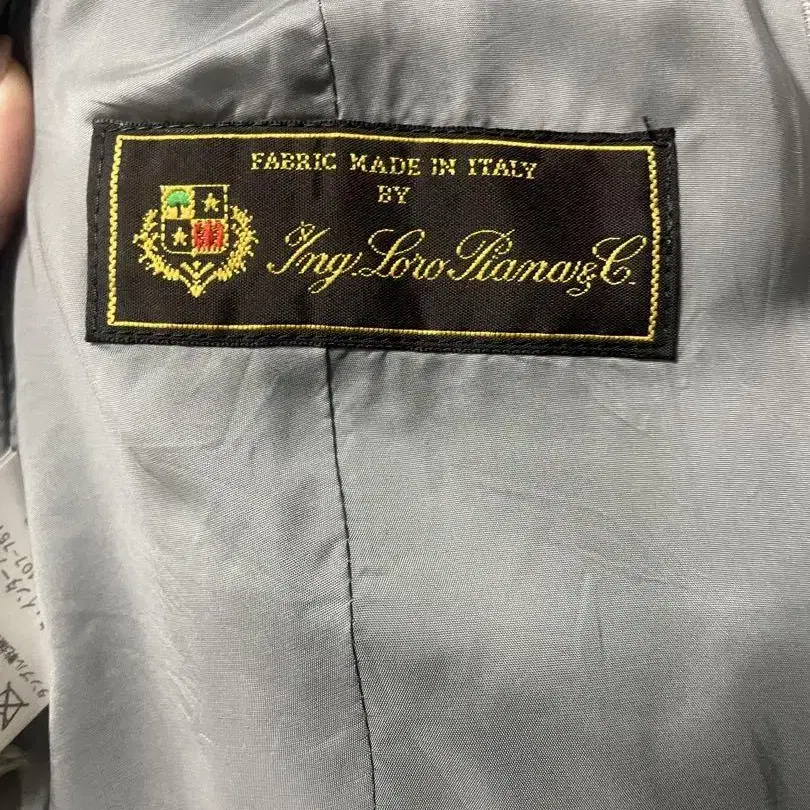 FABRIC MADE IN ITALY
BY
Ing. Loro Piana & C.